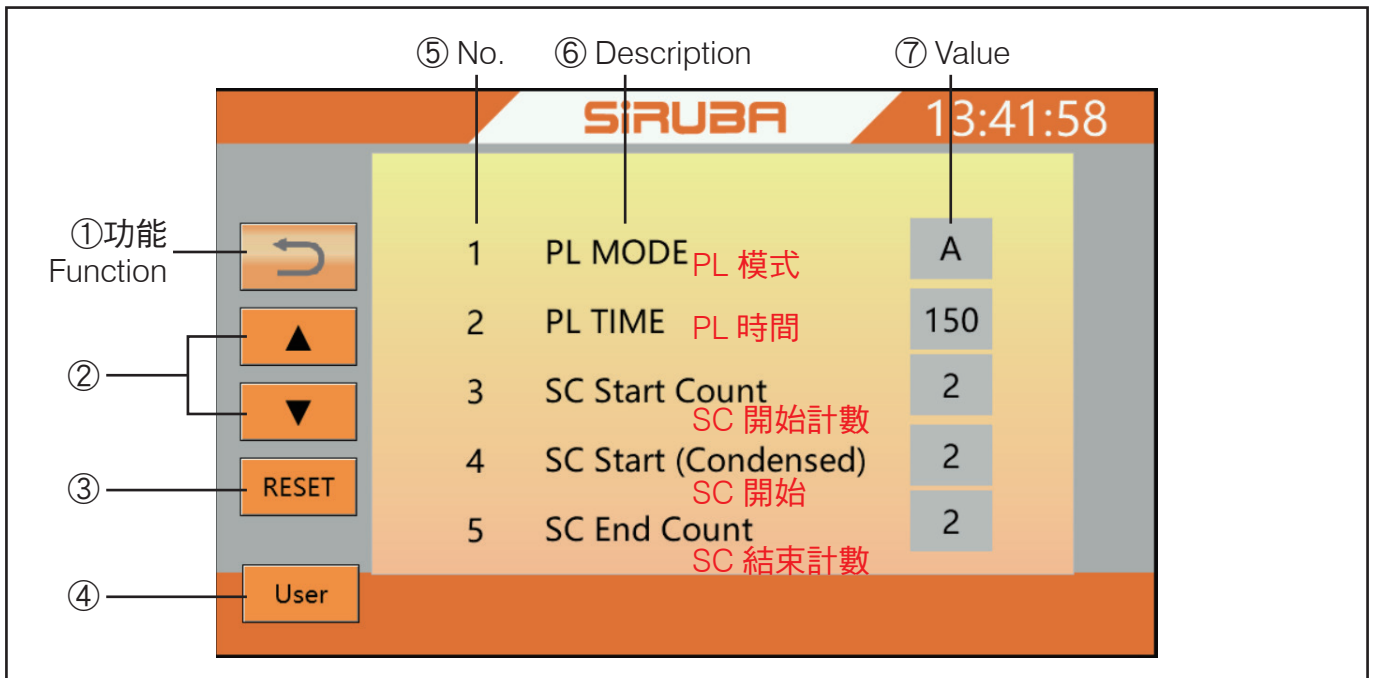 ⑤ No. ⑥ Description ⑦ Value
SiRUBA 13:41:58
①功能
Function
1 PL MODE A
PL 模式
2 PL TIME PL 時間 150
②
3 SC Start Count 2
SC 開始計數
4 SC Start (Condensed) 2
③ RESET
SC 開始
5 SC End Count 2
SC 結束計數
④ User